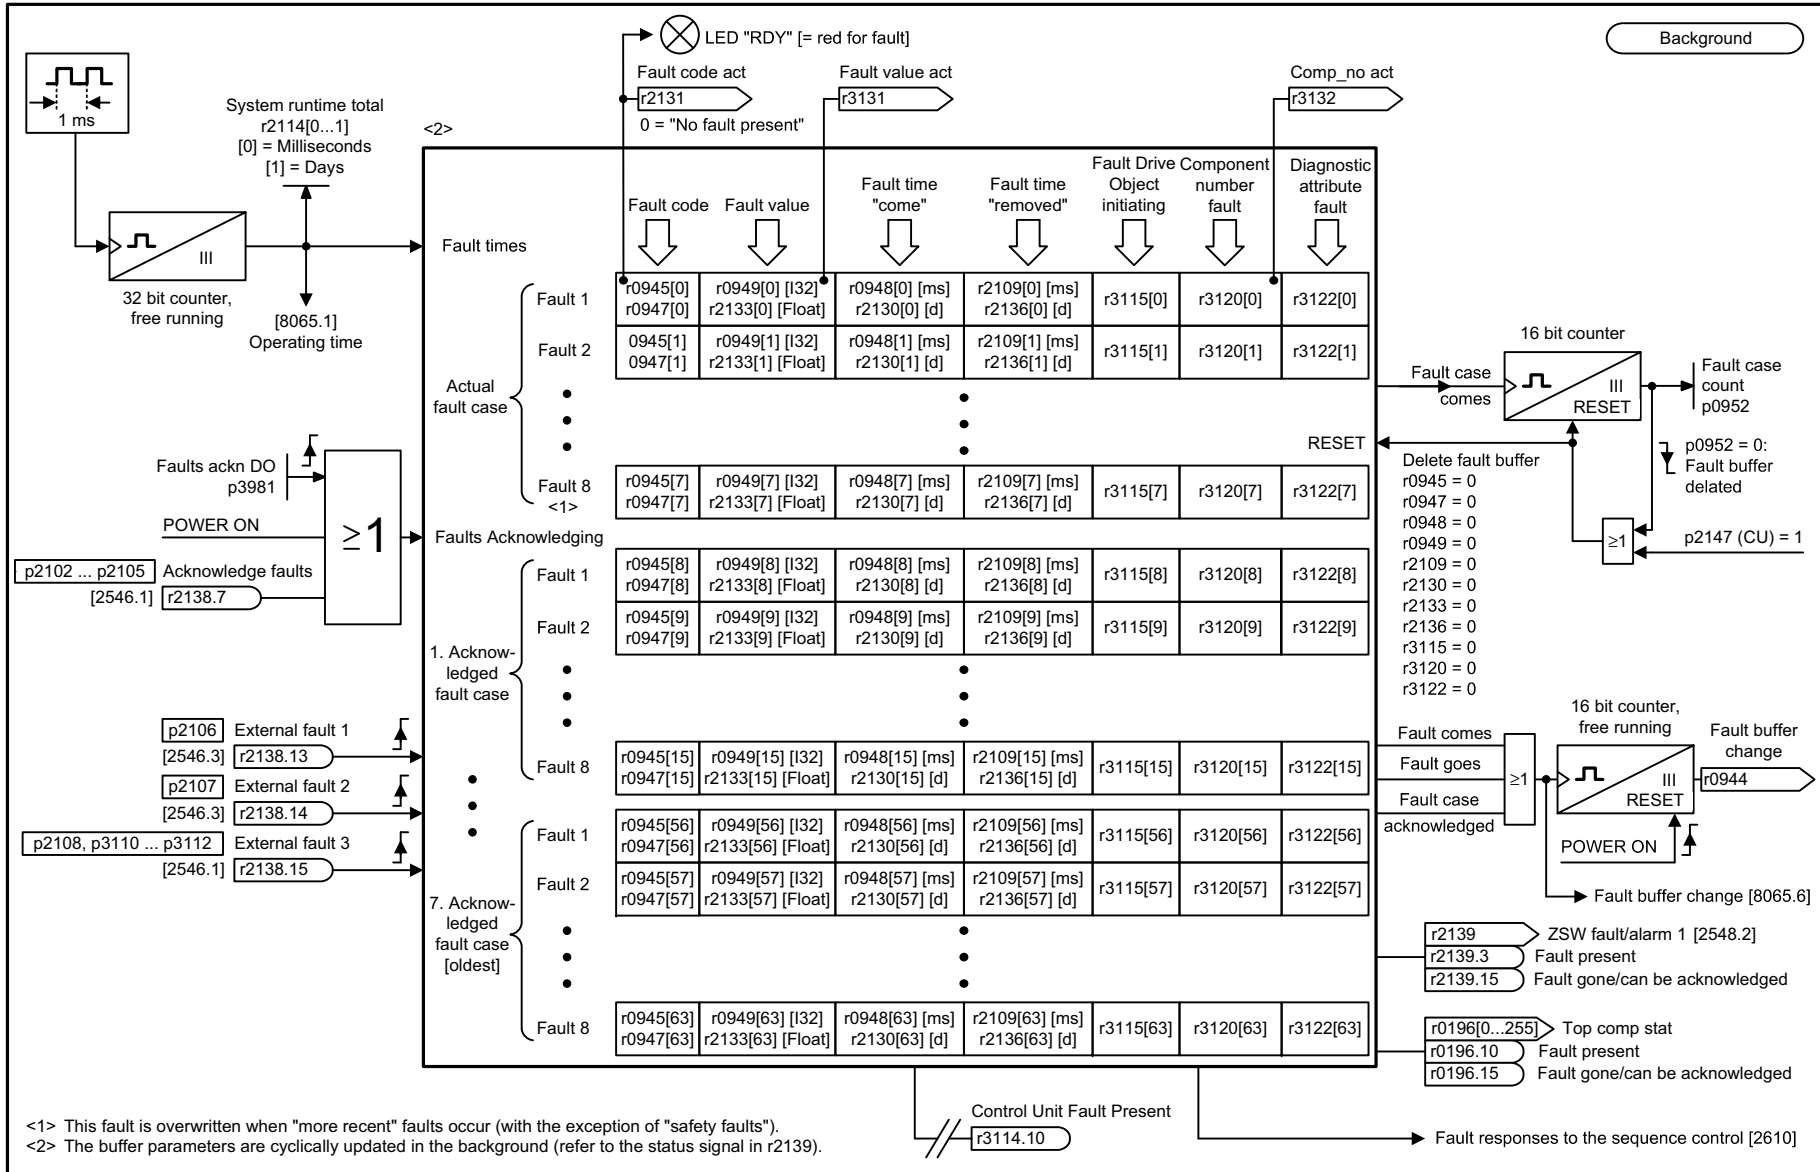 LED "RDY" [= red for fault]
Background
1 ms
System runtime total
r2114[0...1]
[0] = Milliseconds
[1] = Days
<2>
Fault code act
r2131
0 = "No fault present"
Fault value act
r3131
Comp_no act
r3132
III
32 bit counter,
free running
[8065.1]
Operating time
Fault times
Fault code
Fault value
Fault time
"come"
Fault time
"removed"
Fault Drive
Object
initiating
Component
number
fault
Diagnostic
attribute
fault
Actual
fault case
Fault 1
r0945[0]
r0947[0]
r0949[0] [I32]
r2133[0] [Float]
r0948[0] [ms]
r2130[0] [d]
r2109[0] [ms]
r2136[0] [d]
r3115[0]
r3120[0]
r3122[0]
Fault 2
0945[1]
0947[1]
r0949[1] [I32]
r2133[1] [Float]
r0948[1] [ms]
r2130[1] [d]
r2109[1] [ms]
r2136[1] [d]
r3115[1]
r3120[1]
r3122[1]
Fault 8
<1>
r0945[7]
r0947[7]
r0949[7] [I32]
r2133[7] [Float]
r0948[7] [ms]
r2130[7] [d]
r2109[7] [ms]
r2136[7] [d]
r3115[7]
r3120[7]
r3122[7]
Fault case
comes
16 bit counter
III
RESET
Fault case
count
p0952
RESET
p0952 = 0:
Fault buffer
delated
≥1
p2147 (CU) = 1
Delete fault buffer
r0945 = 0
r0947 = 0
r0948 = 0
r0949 = 0
r2109 = 0
r2130 = 0
r2133 = 0
r2136 = 0
r3115 = 0
r3120 = 0
r3122 = 0
Faults ackn DO
p3981
POWER ON
≥1
p2102 ... p2105
Acknowledge faults
[2546.1]
r2138.7
Faults Acknowledging
1. Acknow-
ledged
fault case
Fault 1
r0945[8]
r0947[8]
r0949[8] [I32]
r2133[8] [Float]
r0948[8] [ms]
r2130[8] [d]
r2109[8] [ms]
r2136[8] [d]
r3115[8]
r3120[8]
r3122[8]
Fault 2
r0945[9]
r0947[9]
r0949[9] [I32]
r2133[9] [Float]
r0948[9] [ms]
r2130[9] [d]
r2109[9] [ms]
r2136[9] [d]
r3115[9]
r3120[9]
r3122[9]
Fault 8
r0945[15]
r0947[15]
r0949[15] [I32]
r2133[15] [Float]
r0948[15] [ms]
r2130[15] [d]
r2109[15] [ms]
r2136[15] [d]
r3115[15]
r3120[15]
r3122[15]
p2106
External fault 1
[2546.3]
r2138.13
p2107
External fault 2
[2546.3]
r2138.14
p2108, p3110 ... p3112
External fault 3
[2546.1]
r2138.15
7. Acknow-
ledged
fault case
[oldest]
Fault 1
r0945[56]
r0947[56]
r0949[56] [I32]
r2133[56] [Float]
r0948[56] [ms]
r2130[56] [d]
r2109[56] [ms]
r2136[56] [d]
r3115[56]
r3120[56]
r3122[56]
Fault 2
r0945[57]
r0947[57]
r0949[57] [I32]
r2133[57] [Float]
r0948[57] [ms]
r2130[57] [d]
r2109[57] [ms]
r2136[57] [d]
r3115[57]
r3120[57]
r3122[57]
Fault 8
r0945[63]
r0947[63]
r0949[63] [I32]
r2133[63] [Float]
r0948[63] [ms]
r2130[63] [d]
r2109[63] [ms]
r2136[63] [d]
r3115[63]
r3120[63]
r3122[63]
Fault comes
Fault goes
Fault case
acknowledged
≥1
16 bit counter,
free running
III
RESET
Fault buffer
change
r0944
POWER ON
Fault buffer change [8065.6]
r2139
ZSW fault/alarm 1 [2548.2]
r2139.3
Fault present
r2139.15
Fault gone/can be acknowledged
r0196[0...255]
Top comp stat
r0196.10
Fault present
r0196.15
Fault gone/can be acknowledged
Control Unit Fault Present
r3114.10
Fault responses to the sequence control [2610]
<1> This fault is overwritten when "more recent" faults occur (with the exception of "safety faults").
<2> The buffer parameters are cyclically updated in the background (refer to the status signal in r2139).